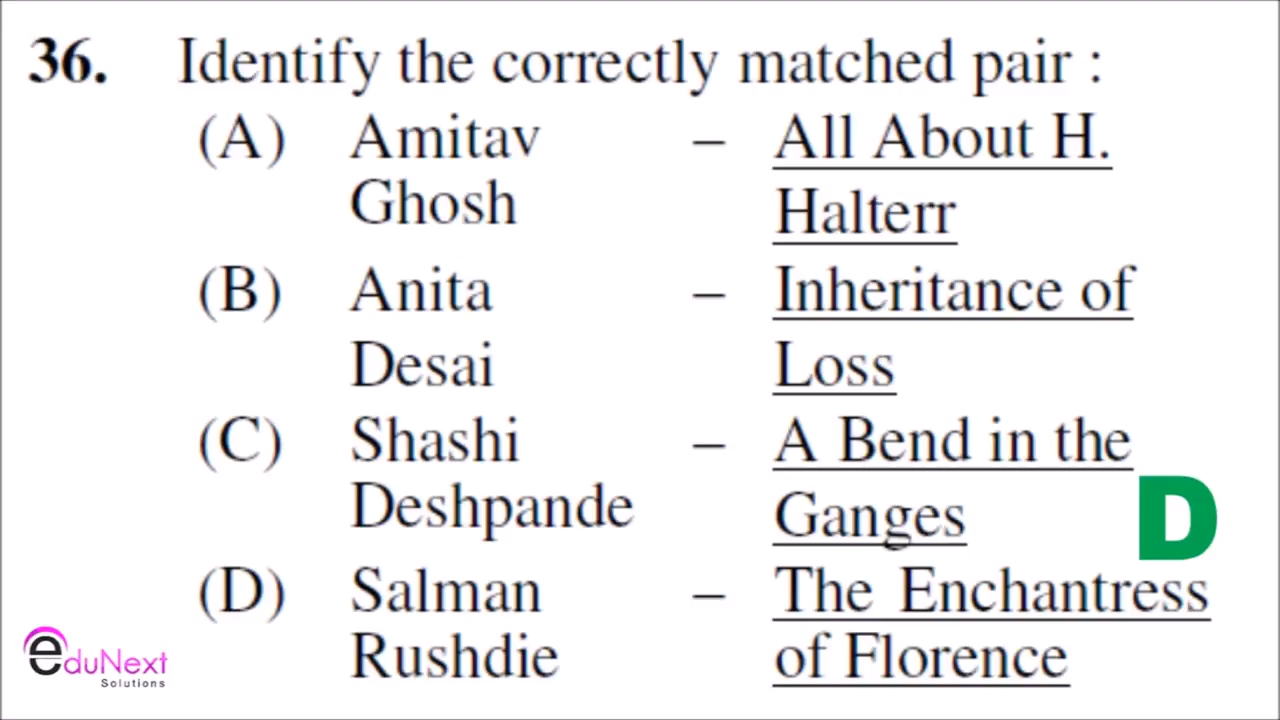 36. Identify the correctly matched pair :
(A) Amitav – All About H.
Ghosh Halterr
(B) Anita – Inheritance of
Desai Loss
(C) Shashi – A Bend in the
Deshpande Ganges
D
(D) Salman – The Enchantress
Rushdie of Florence
eduNext
Solutions